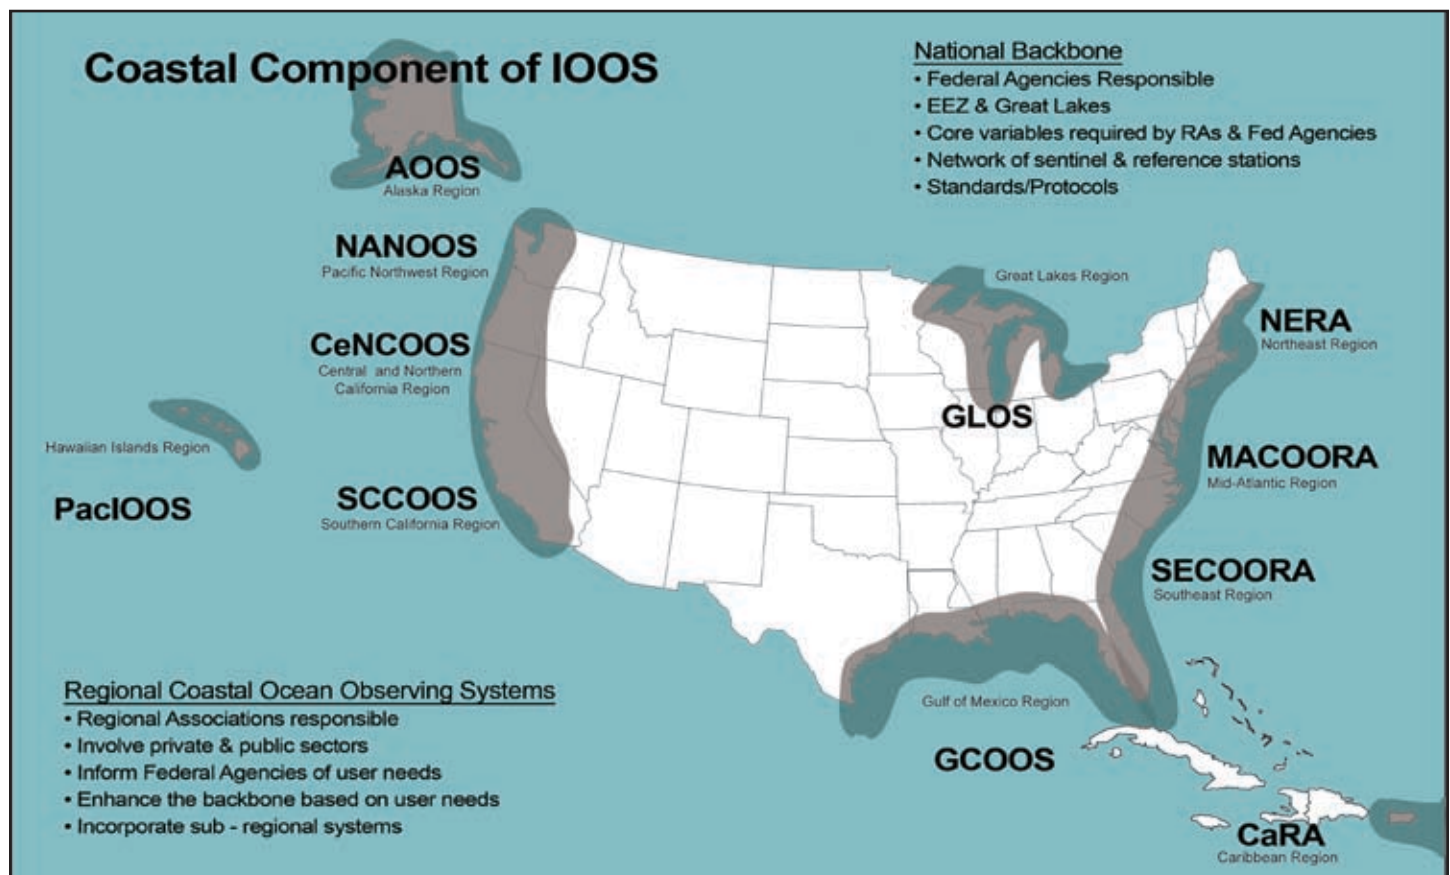 Coastal Component of IOOS
National Backbone
• Federal Agencies Responsible
• EEZ & Great Lakes
• Core variables required by RAs & Fed Agencies
• Network of sentinel & reference stations
• Standards/Protocols
AOOS
Alaska Region
NANOOS
Pacific Northwest Region
Great Lakes Region
GLOS
NERA
Northeast Region
CeNCOOS
Central and Northern
California Region
Hawaiian Islands Region
PacIOOS
SCCOOS
Southern California Region
MACOORA
Mid-Atlantic Region
SECOORA
Southeast Region
Gulf of Mexico Region
GCOOS
CaRA
Caribbean Region
Regional Coastal Ocean Observing Systems
• Regional Associations responsible
• Involve private & public sectors
• Inform Federal Agencies of user needs
• Enhance the backbone based on user needs
• Incorporate sub - regional systems